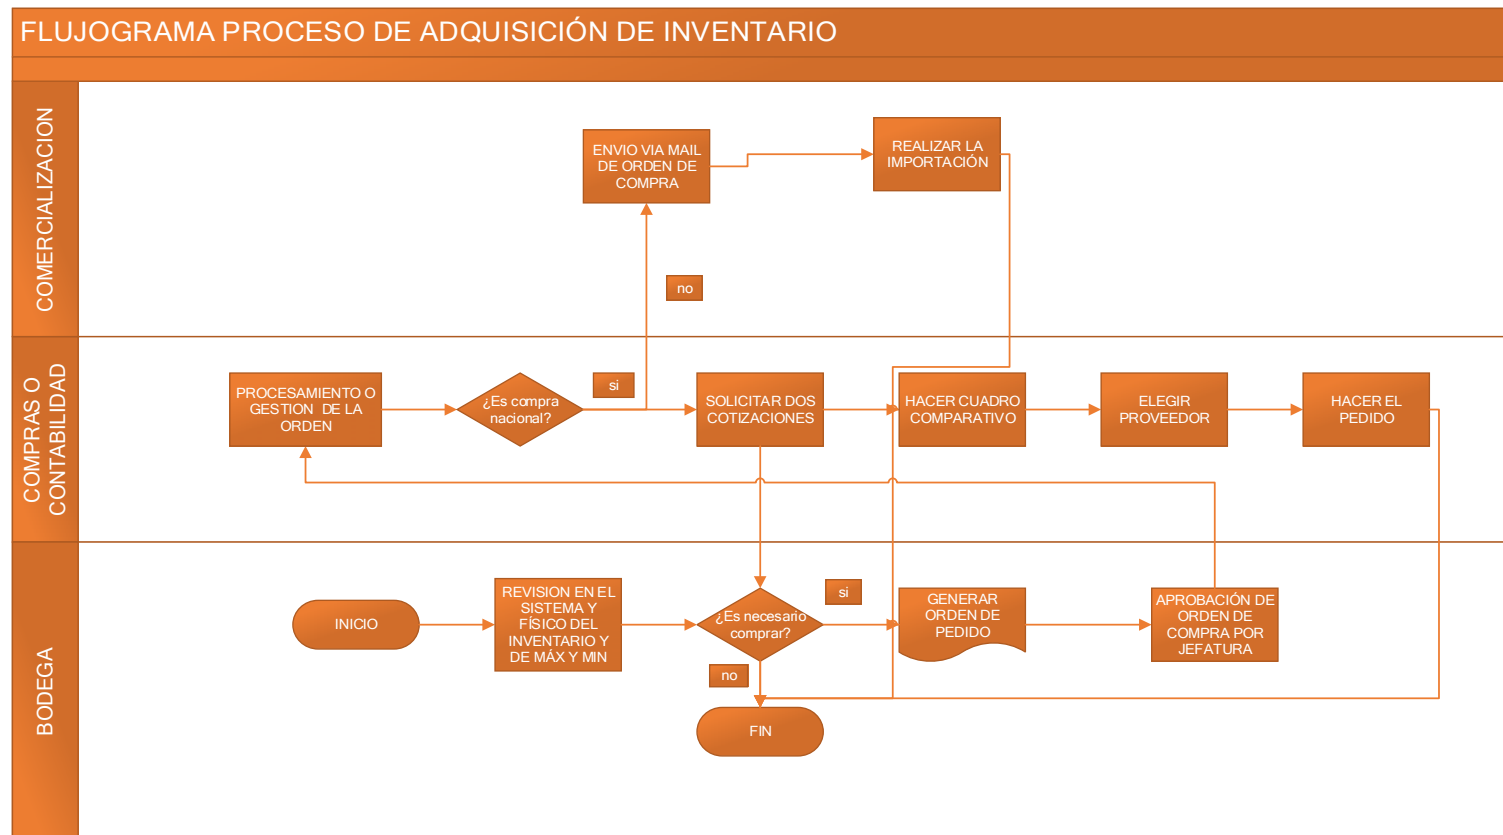 FLUJOGRAMA PROCESO DE ADQUISICIÓN DE INVENTARIO
COMERCIALIZACION
ENVIO VIA MAIL
DE ORDEN DE
COMPRA
REALIZAR LA
IMPORTACIÓN
no
COMPRAS O
CONTABILIDAD
PROCESAMIENTO O
GESTION DE LA
ORDEN
¿Es compra
nacional?
si
SOLICITAR DOS
COTIZACIONES
HACER CUADRO
COMPARATIVO
ELEGIR
PROVEEDOR
HACER EL
PEDIDO
BODEGA
INICIO
REVISION EN EL
SISTEMA Y
FÍSICO DEL
INVENTARIO Y
DE MÁX Y MIN
¿Es necesario
comprar?
si
GENERAR
ORDEN DE
PEDIDO
APROBACIÓN DE
ORDEN DE
COMPRA POR
JEFATURA
no
FIN